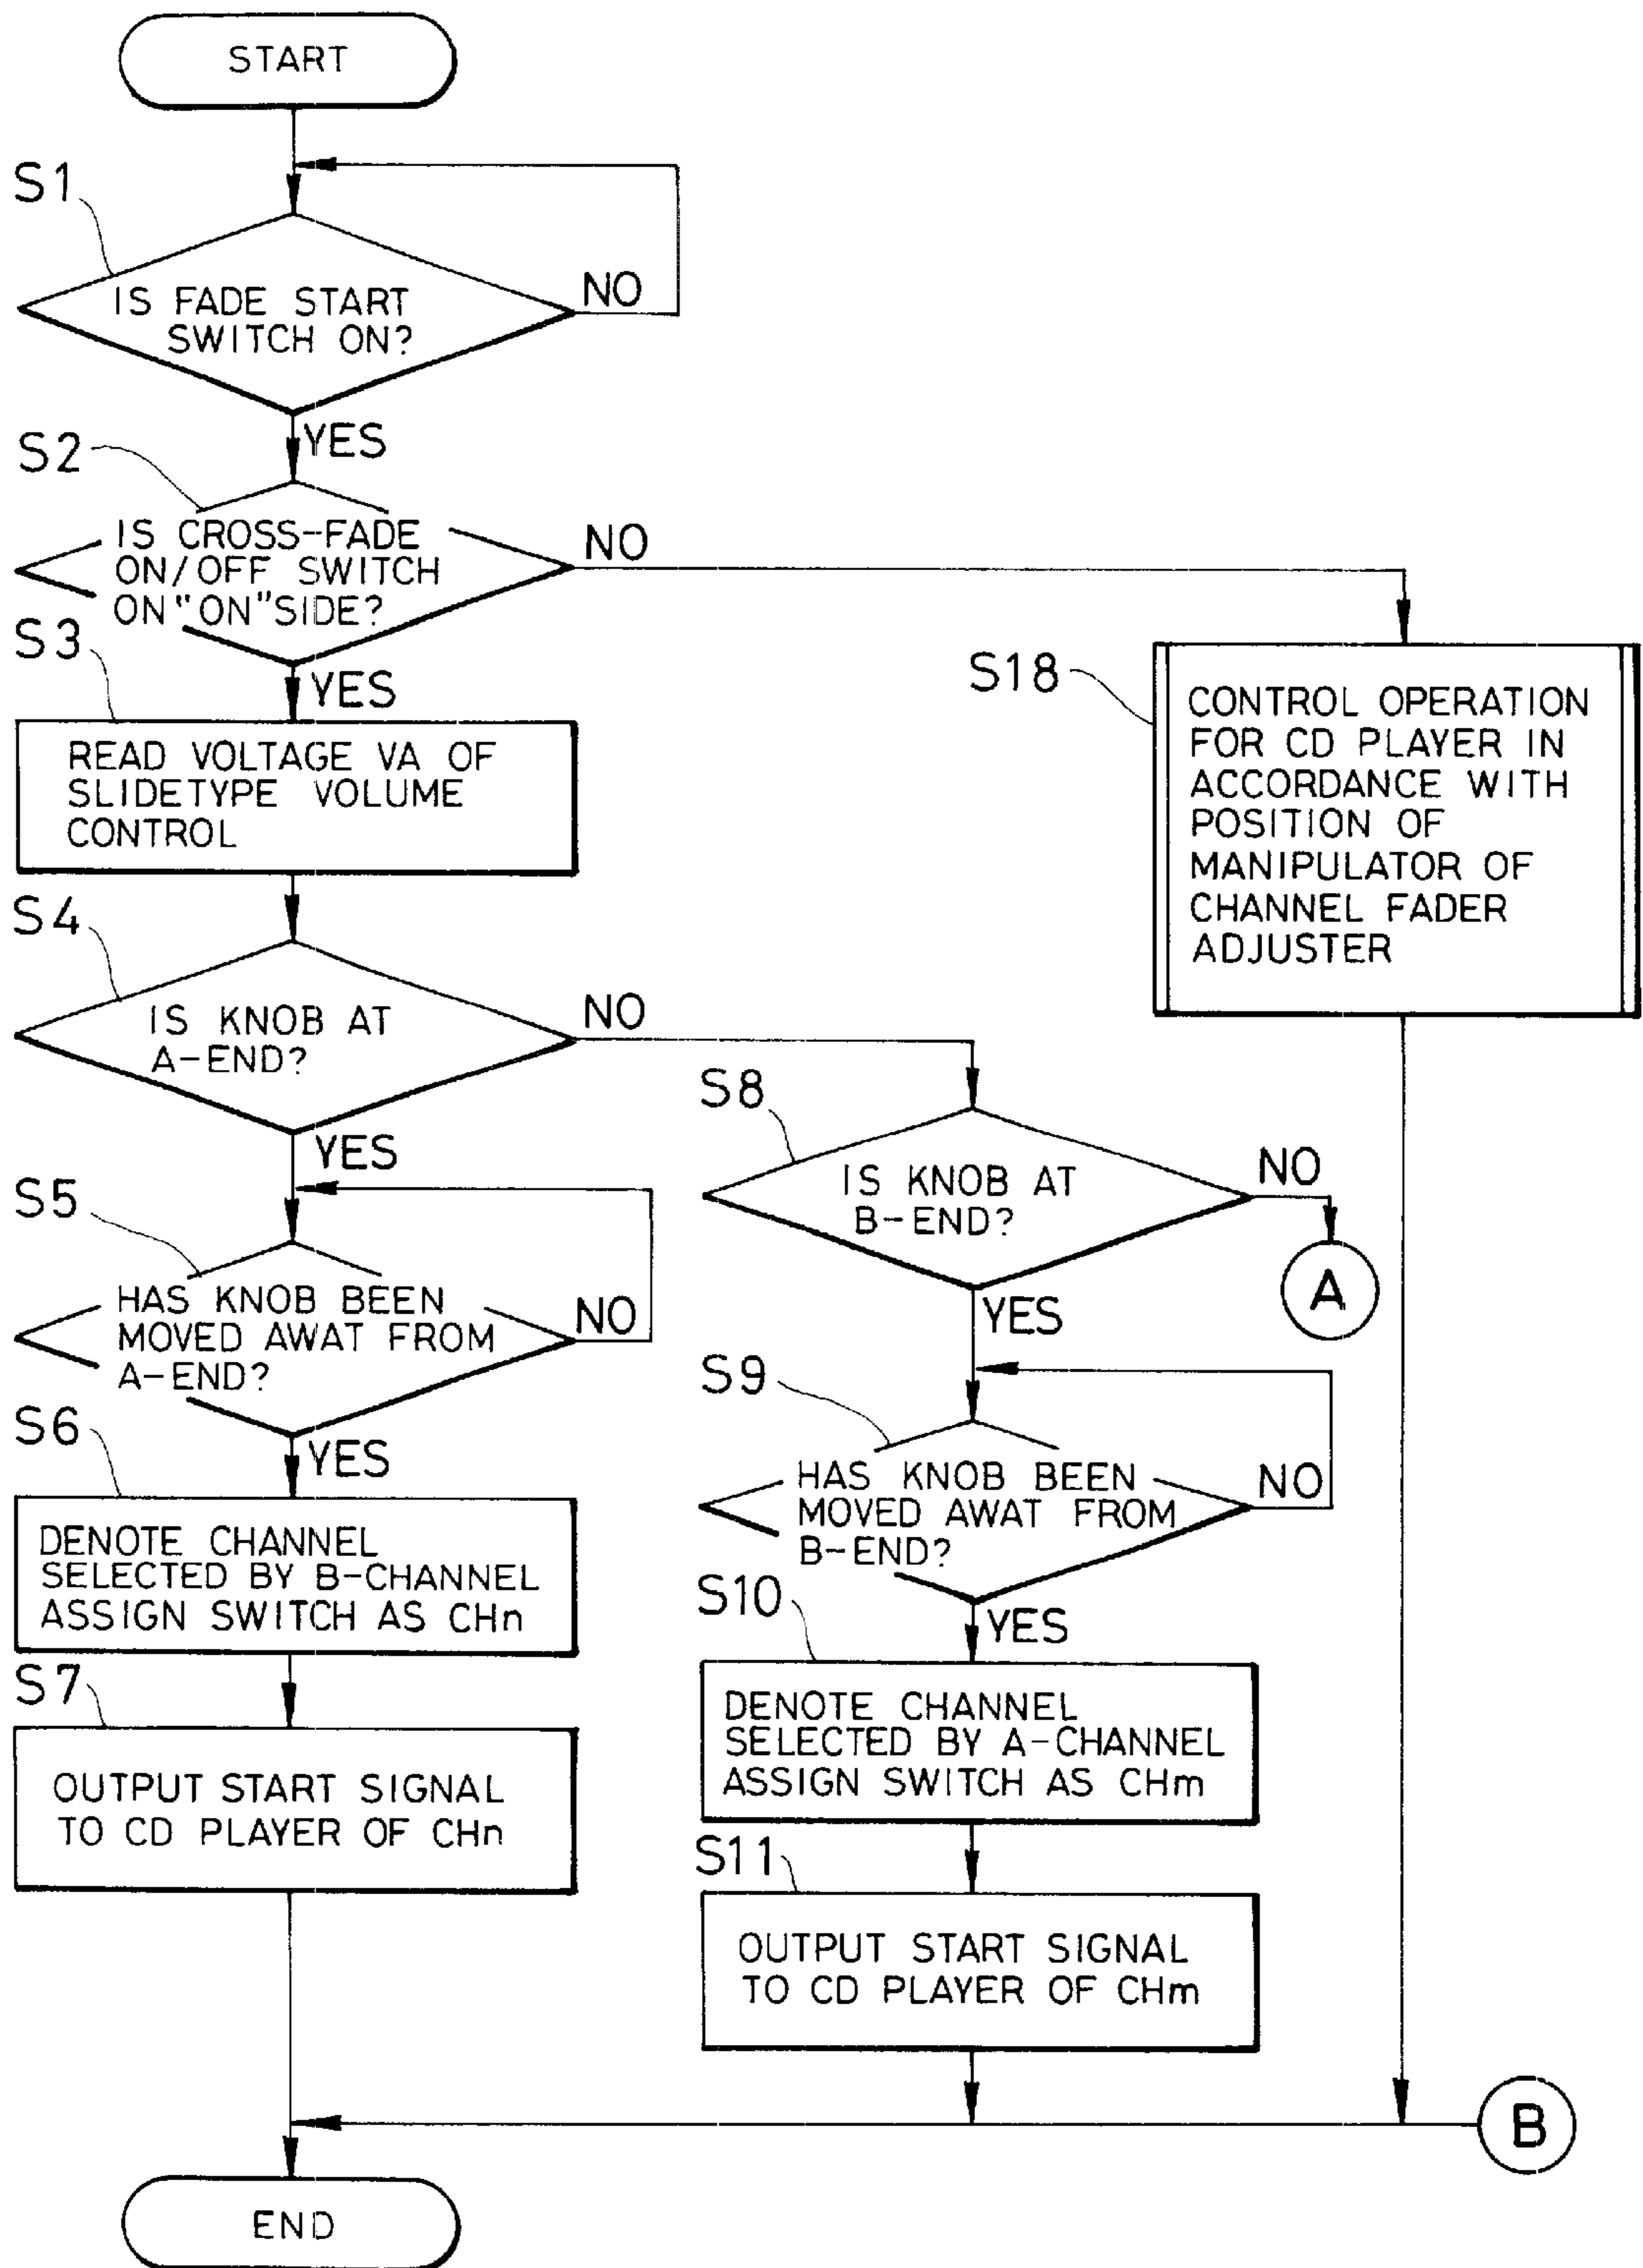 START
S1
IS FADE START
SWITCH ON?
NO
YES
S2
IS CROSS-FADE
ON/OFF SWITCH
ON "ON" SIDE?
NO
YES
S3
READ VOLTAGE VA OF
SLIDETYPE VOLUME
CONTROL
S18
CONTROL OPERATION
FOR CD PLAYER IN
ACCORDANCE WITH
POSITION OF
MANIPULATOR OF
CHANNEL FADER
ADJUSTER
S4
IS KNOB AT
A-END?
NO
YES
S5
HAS KNOB BEEN
MOVED AWAT FROM
A-END?
NO
YES
S6
DENOTE CHANNEL
SELECTED BY B-CHANNEL
ASSIGN SWITCH AS CHn
S7
OUTPUT START SIGNAL
TO CD PLAYER OF CHn
S8
IS KNOB AT
B-END?
NO
A
YES
S9
HAS KNOB BEEN
MOVED AWAT FROM
B-END?
NO
YES
S10
DENOTE CHANNEL
SELECTED BY A-CHANNEL
ASSIGN SWITCH AS CHm
S11
OUTPUT START SIGNAL
TO CD PLAYER OF CHm
B
END